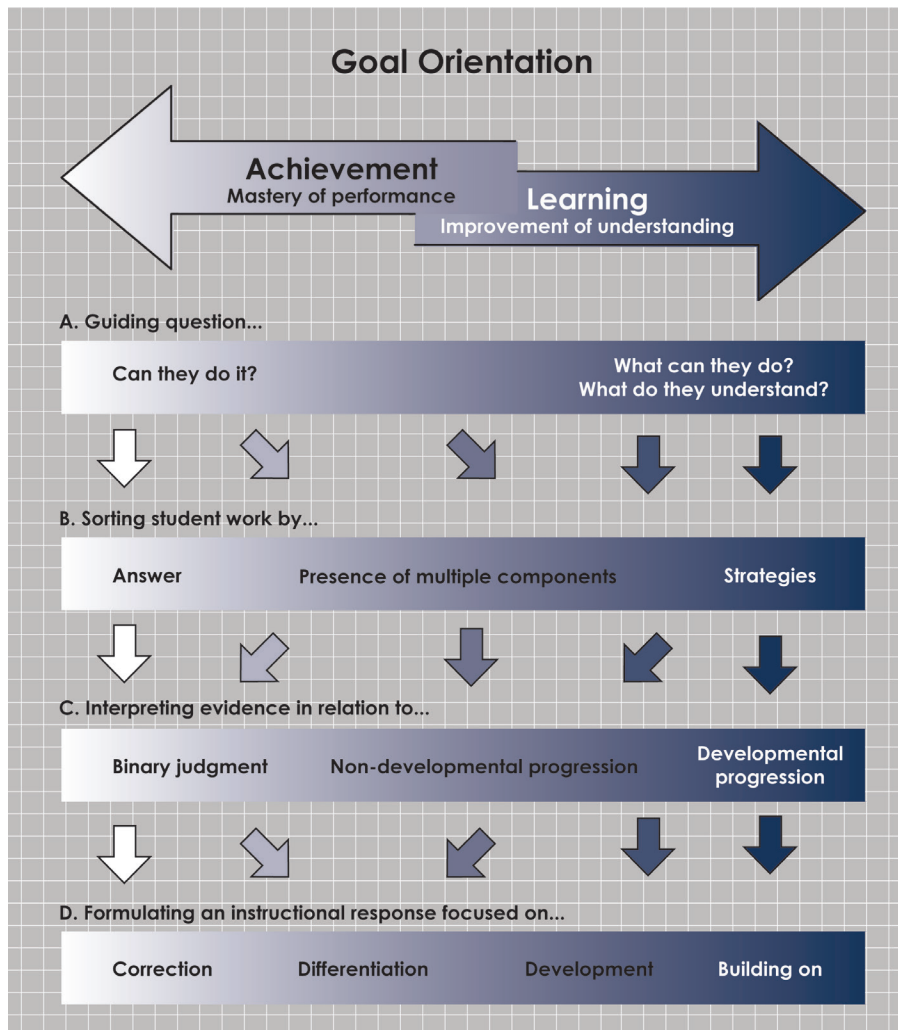 Goal Orientation
Achievement
Mastery of performance
Learning
Improvement of understanding
A. Guiding question...
Can they do it?
What can they do?
What do they understand?
B. Sorting student work by...
Answer
Presence of multiple components
Strategies
C. Interpreting evidence in relation to...
Binary judgment
Non-developmental progression
Developmental
progression
D. Formulating an instructional response focused on...
Correction
Differentiation
Development
Building on